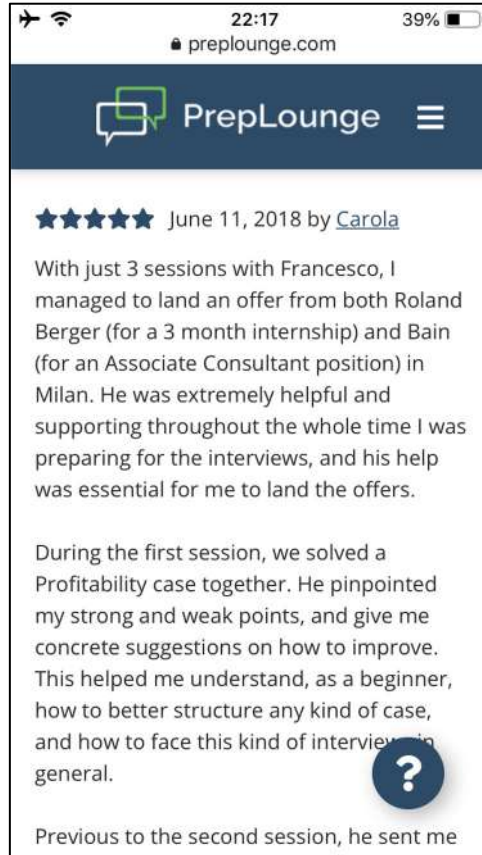 22:17
39%
preplounge.com
PrepLounge
June 11, 2018 by Carola
With just 3 sessions with Francesco, I
managed to land an offer from both Roland
Berger (for a 3 month internship) and Bain
(for an Associate Consultant position) in
Milan. He was extremely helpful and
supporting throughout the whole time I was
preparing for the interviews, and his help
was essential for me to land the offers.
During the first session, we solved a
Profitability case together. He pinpointed
my strong and weak points, and give me
concrete suggestions on how to improve.
This helped me understand, as a beginner,
how to better structure any kind of case,
and how to face this kind of interviews in
general.
?
Previous to the second session, he sent me